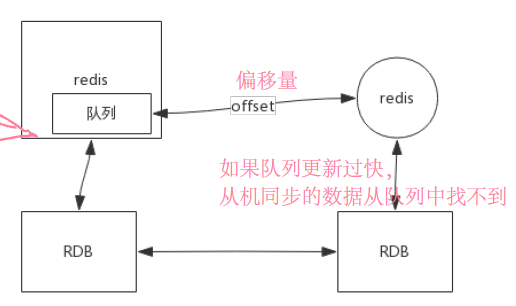 redis
队列
偏移量
offset
redis
如果队列更新过快，
从机同步的数据从队列中找不到
RDB
RDB